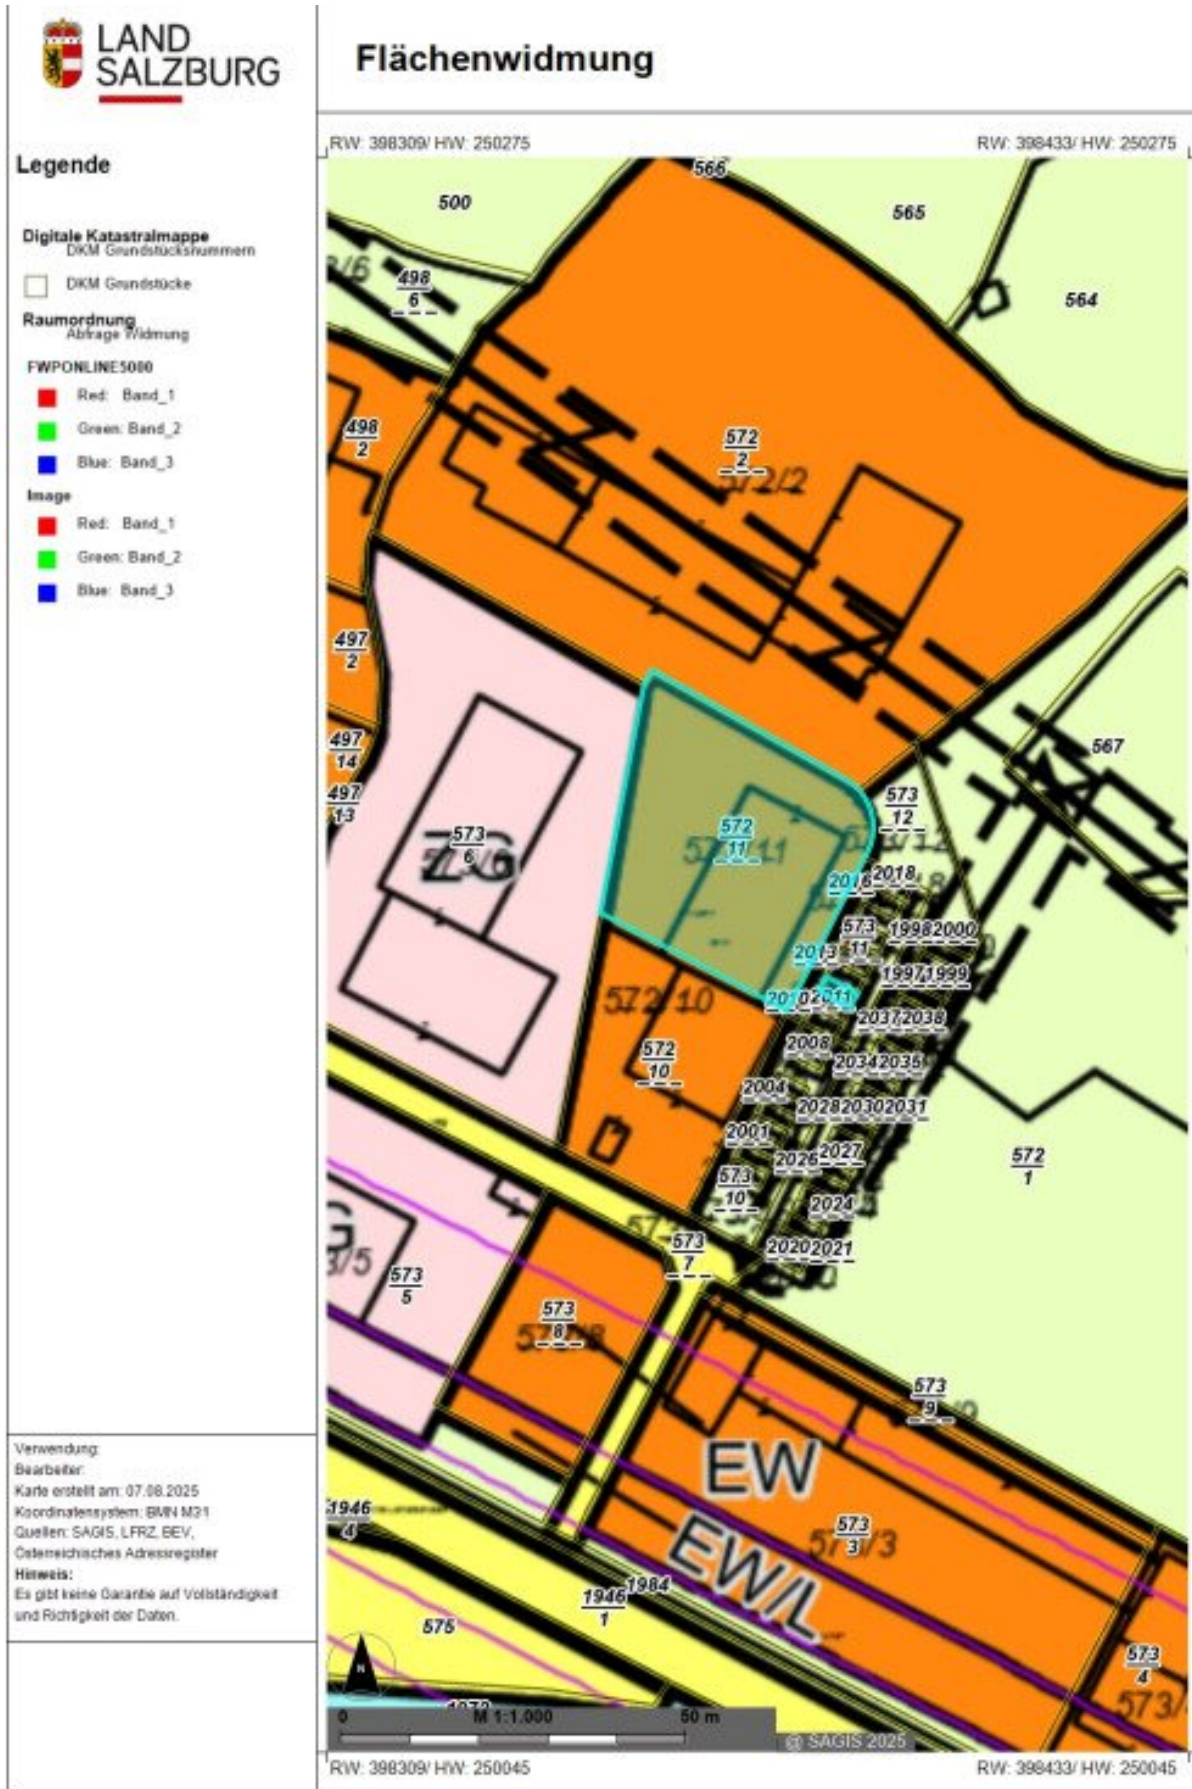 LAND
SALZBURG
Flächenwidmung
RW: 398309/ HW: 250275
RW: 398433/ HW: 250275
Legende
Digitale Katastralmappe
DKM Grundstücksnummern
DKM Grundstücke
Raumordnung
Abfrage Widmung
FWPONLINE5000
Red: Band_1
Green: Band_2
Blue: Band_3
Image
Red: Band_1
Green: Band_2
Blue: Band_3
566
500
565
498
6
564
498
2
572
2
572/2
497
2
497
14
497
13
567
573
12
572
11
573
6
ZG
2016
2018
573
11
1998
2000
2013
1997
1999
2010
2011
572/10
2037
2038
572
10
2008
2034
2035
2004
2028
2030
2031
2001
2026
2027
572
1
573
10
2024
573
7
2020
2021
573
5
573
8
573
9
EW
573
3
EW/L
1946
4
1984
1946
1
575
573
4
N
0
M 1:1.000
50 m
@ SAGIS 2025
RW: 398309/ HW: 250045
RW: 398433/ HW: 250045
Verwendung:
Bearbeiter:
Karte erstellt am: 07.08.2025
Koordinatensystem: BMN M31
Quellen: SAGIS, LFRZ, BEV,
Österreichisches Adressregister
Hinweis:
Es gibt keine Garantie auf Vollständigkeit
und Richtigkeit der Daten.